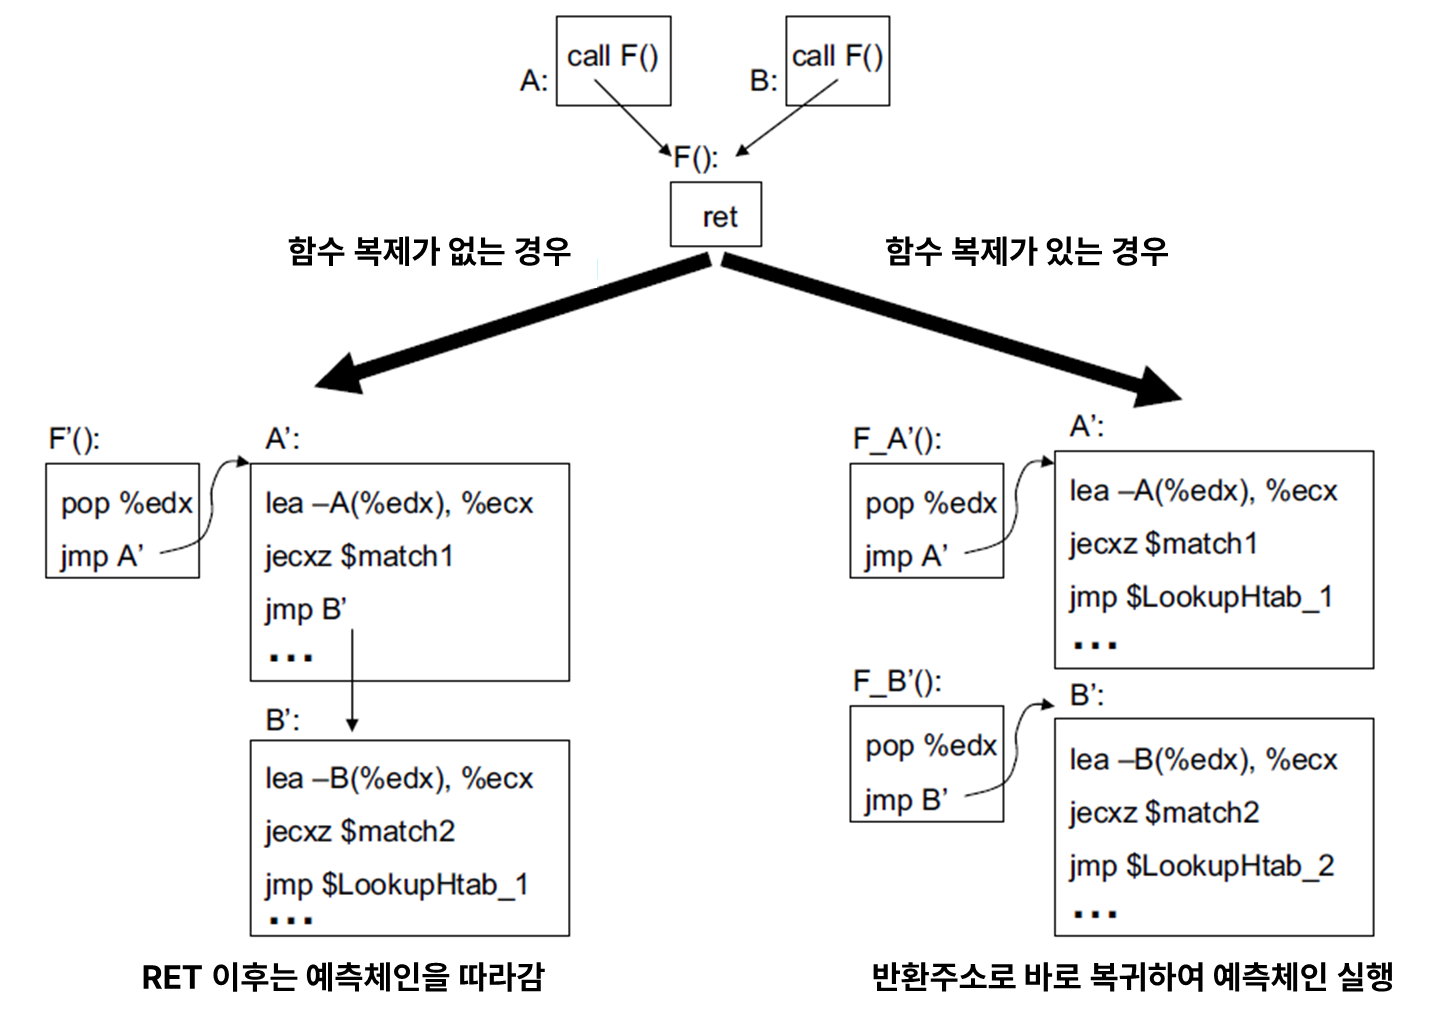 call F()
A:
call F()
B:
F():
ret
함수 복제가 없는 경우
함수 복제가 있는 경우
F’():
pop %edx
jmp A’
A’:
lea –A(%edx), %ecx
jecxz $match1
jmp B’
...
B’:
lea –B(%edx), %ecx
jecxz $match2
jmp $LookupHtab_1
...
RET 이후는 예측체인을 따라감
F_A’():
pop %edx
jmp A’
A’:
lea –A(%edx), %ecx
jecxz $match1
jmp $LookupHtab_1
...
F_B’():
pop %edx
jmp B’
B’:
lea –B(%edx), %ecx
jecxz $match2
jmp $LookupHtab_2
...
반환주소로 바로 복귀하여 예측체인 실행